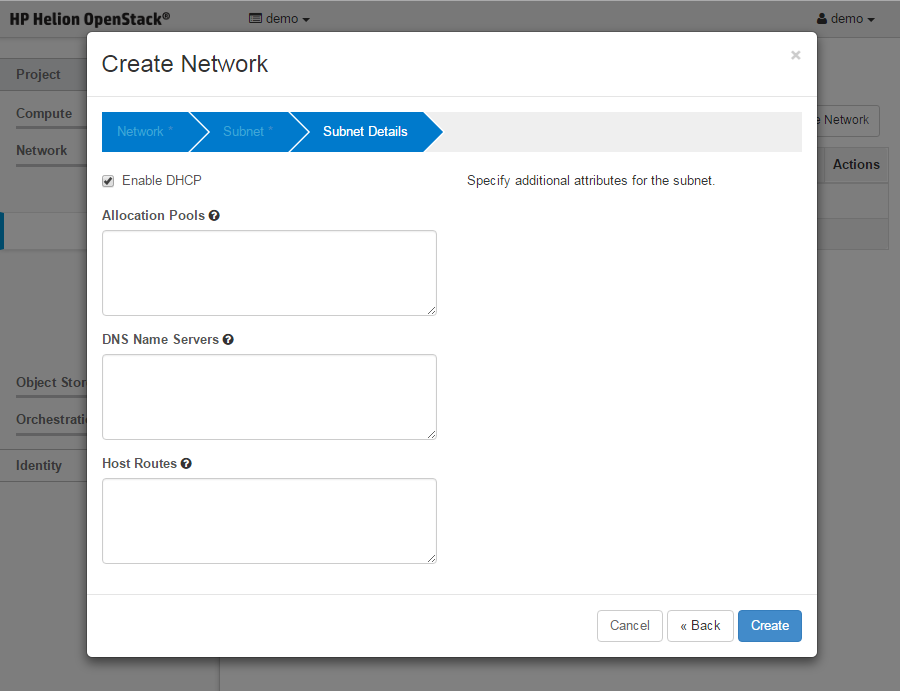 HP Helion OpenStack®
demo
demo
Create Network
×
Project
Compute
Network
Object Stor
Orchestrati
Identity
e Network
Actions
Network *
Subnet *
Subnet Details
Enable DHCP
Specify additional attributes for the subnet.
Allocation Pools
DNS Name Servers
Host Routes
Cancel
« Back
Create